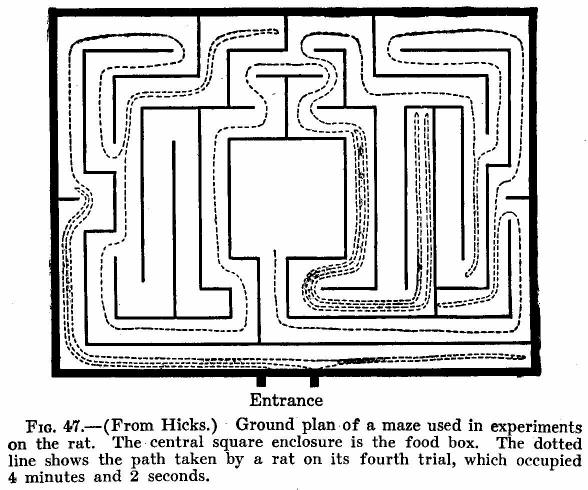 Entrance
FIG. 47.—(From Hicks.) Ground plan of a maze used in experiments
on the rat. The central square enclosure is the food box. The dotted
line shows the path taken by a rat on its fourth trial, which occupied
4 minutes and 2 seconds.